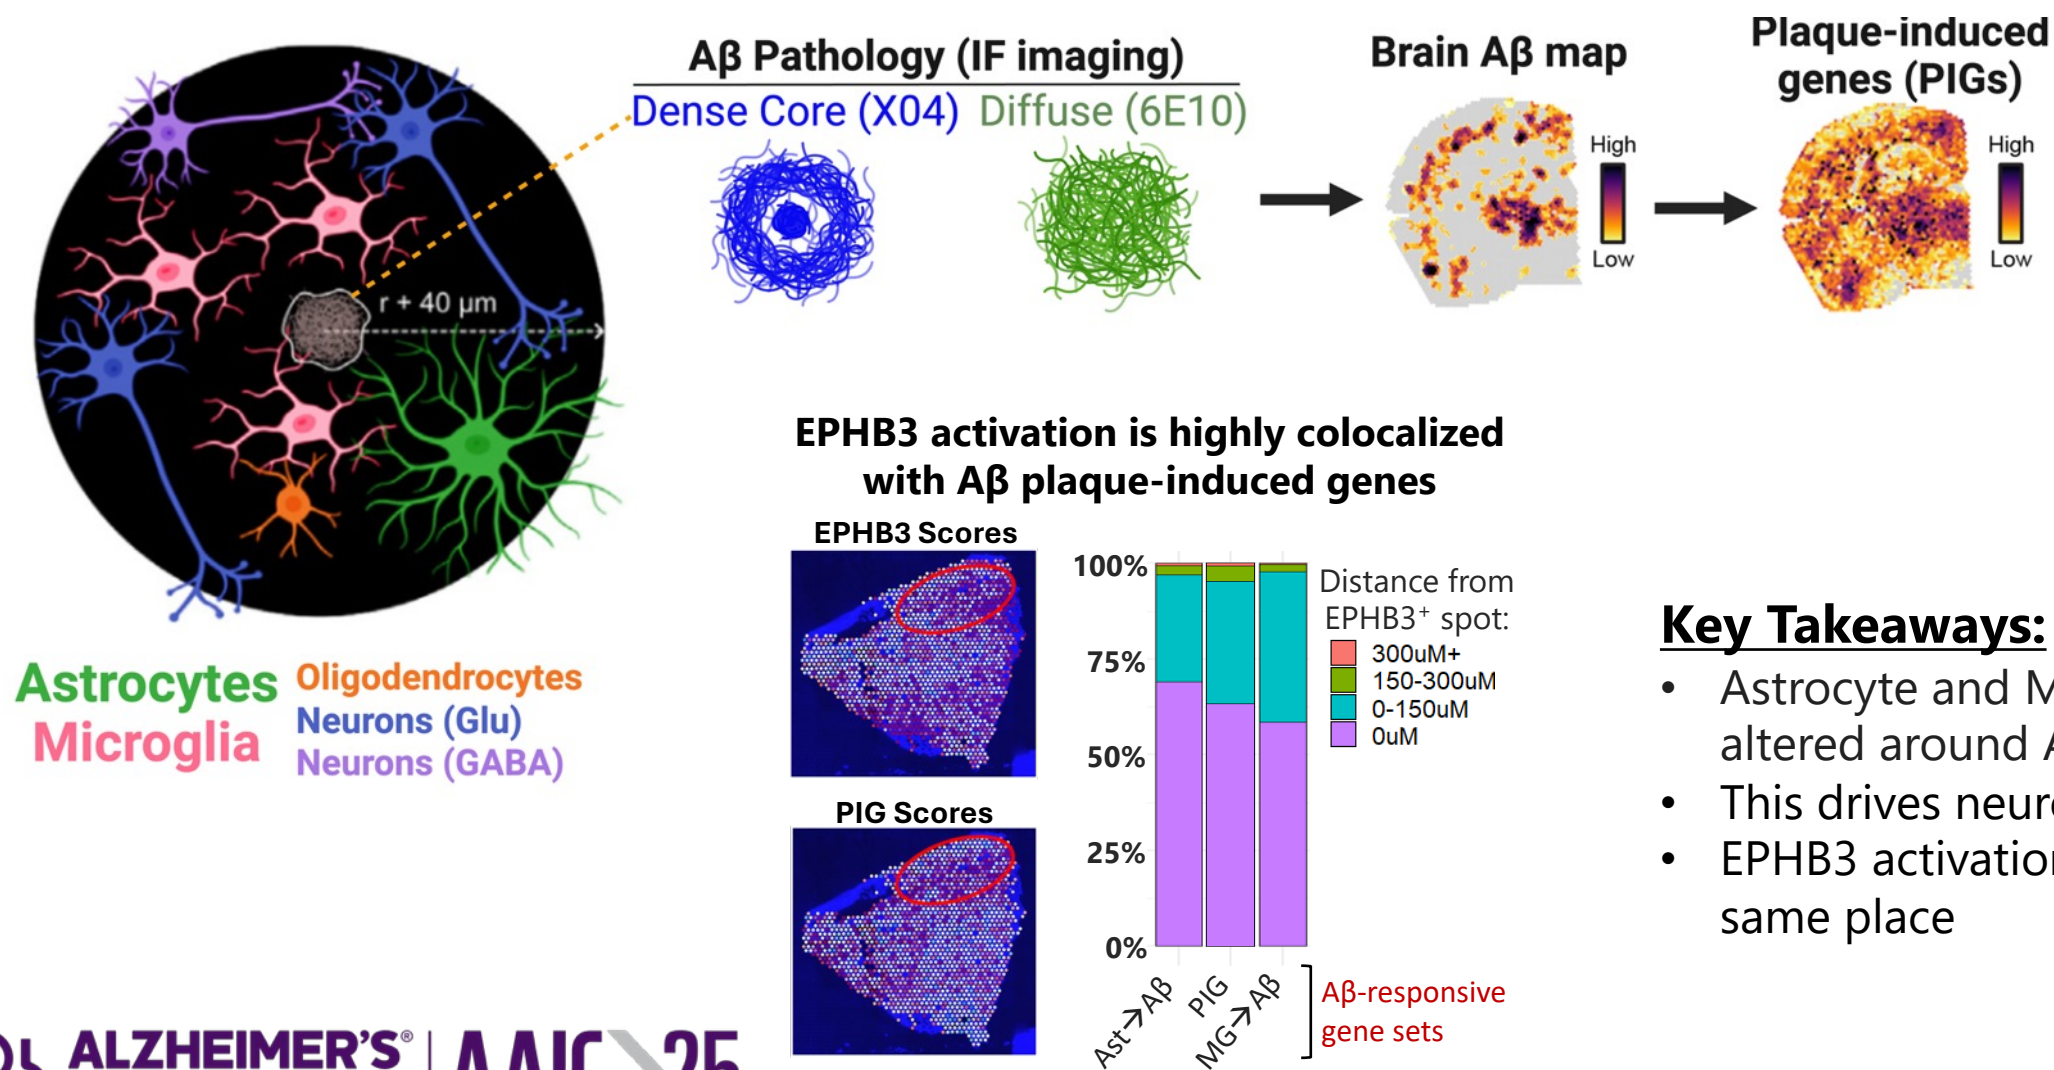 Aβ Pathology (IF imaging)
Dense Core (X04) Diffuse (6E10)
Brain Aβ map
High
Low
Plaque-induced
genes (PIGs)
High
Low
r + 40 μm
Astrocytes
Microglia
Oligodendrocytes
Neurons (Glu)
Neurons (GABA)
EPHB3 activation is highly colocalized
with Aβ plaque-induced genes
EPHB3 Scores
PIG Scores
100%
75%
50%
25%
0%
Ast→Aβ
PIG
MG→Aβ
Distance from
EPHB3⁺ spot:
300uM+
150-300uM
0-150uM
0uM
Aβ-responsive
gene sets
Key Takeaways:
• Astrocyte and M
altered around A
• This drives neuro
• EPHB3 activation
same place
ALZHEIMER'S® | AAIC 25